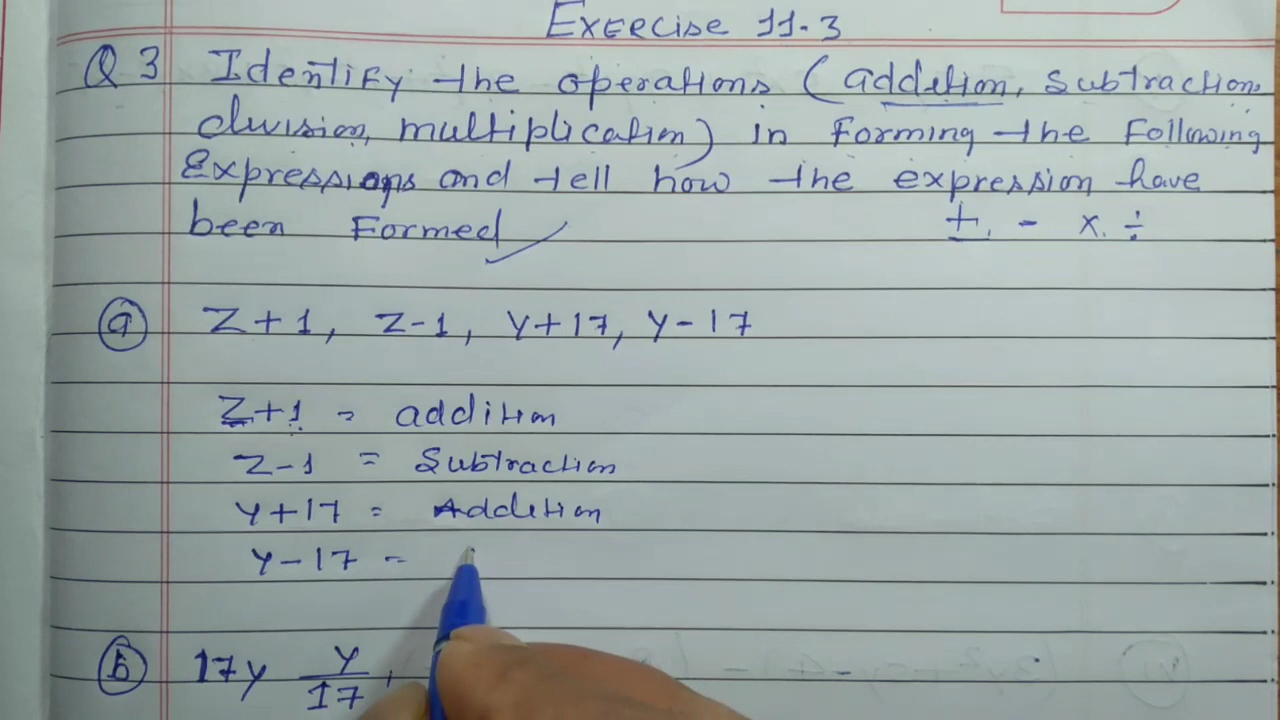 Exercise 11.3
Q 3 Identify the operations (addition, Subtraction,
division, multiplication) in Forming the Following
Expressions and tell how the expression have
been Formed + , - x . ÷
(a) Z+1, Z-1, Y+17, Y-17
Z+1 = addition
Z-1 = Subtraction
Y+17 = Addition
Y-17 =
(b) 17y y/17 ,